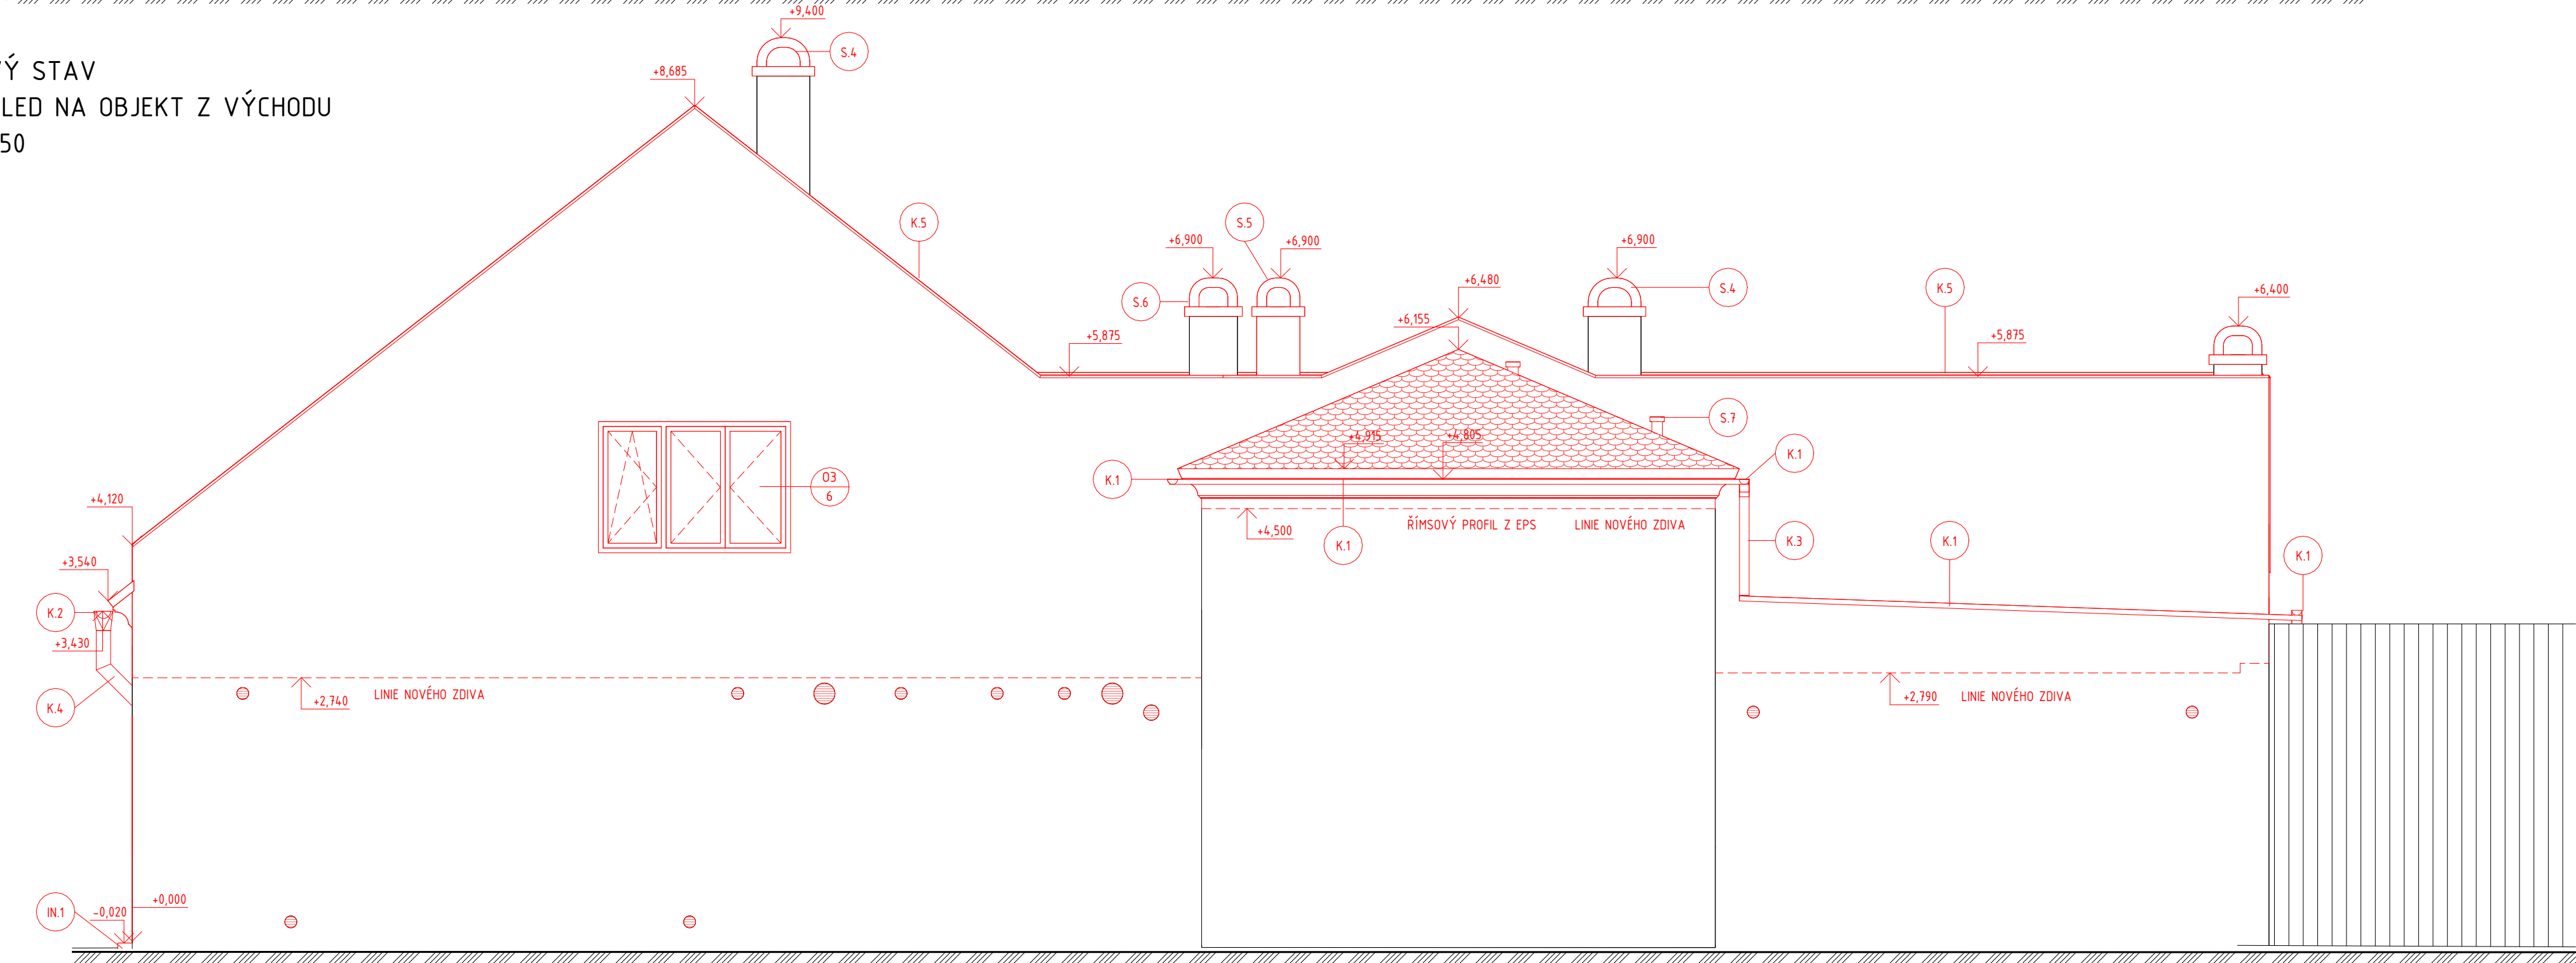 +9,400
S.4
VÝ STAV
+8,685
LED NA OBJEKT Z VÝCHODU
50
K.5
S.5
+6,900
+6,900
+6,900
+6,480
S.6
S.4
K.5
+6,400
+6,155
+5,875
+5,875
S.7
+4,915
+4,805
K.1
K.1
O3
6
+4,120
ŘÍMSOVÝ PROFIL Z EPS
LINIE NOVÉHO ZDIVA
+4,500
K.1
K.3
K.1
K.1
+3,540
K.2
+3,430
LINIE NOVÉHO ZDIVA
+2,740
+2,790
LINIE NOVÉHO ZDIVA
K.4
+0,000
IN.1
-0,020